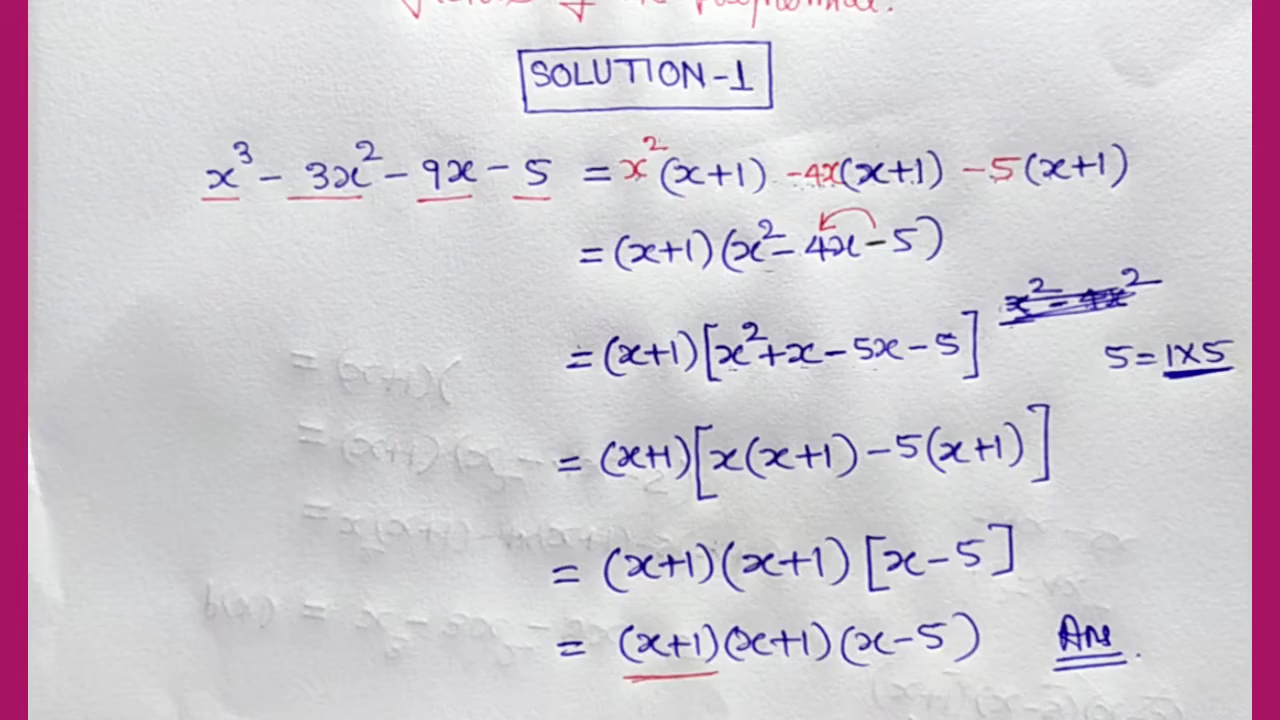 SOLUTION-1
x³ - 3x² - 9x - 5 = x²(x+1) -4x(x+1) -5(x+1)
= (x+1)(x² - 4x - 5)
= (x+1)[x²+x-5x-5] 5=1×5
= (x+1)[x(x+1)-5(x+1)]
= (x+1)(x+1)[x-5]
= (x+1)(x+1)(x-5) Ans.